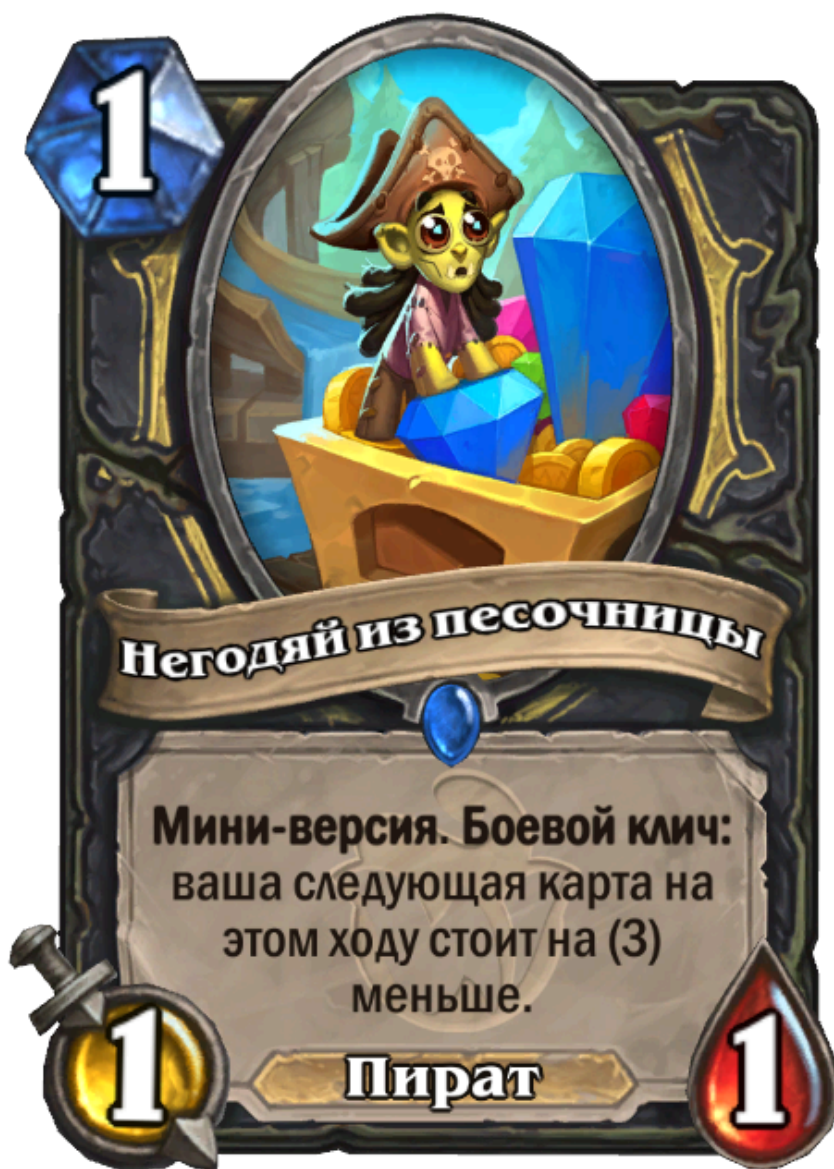 1
Негодяй из песочницы
Мини-версия. Боевой клич:
ваша следующая карта на
этом ходу стоит на (3)
меньше.
Пират
1
1